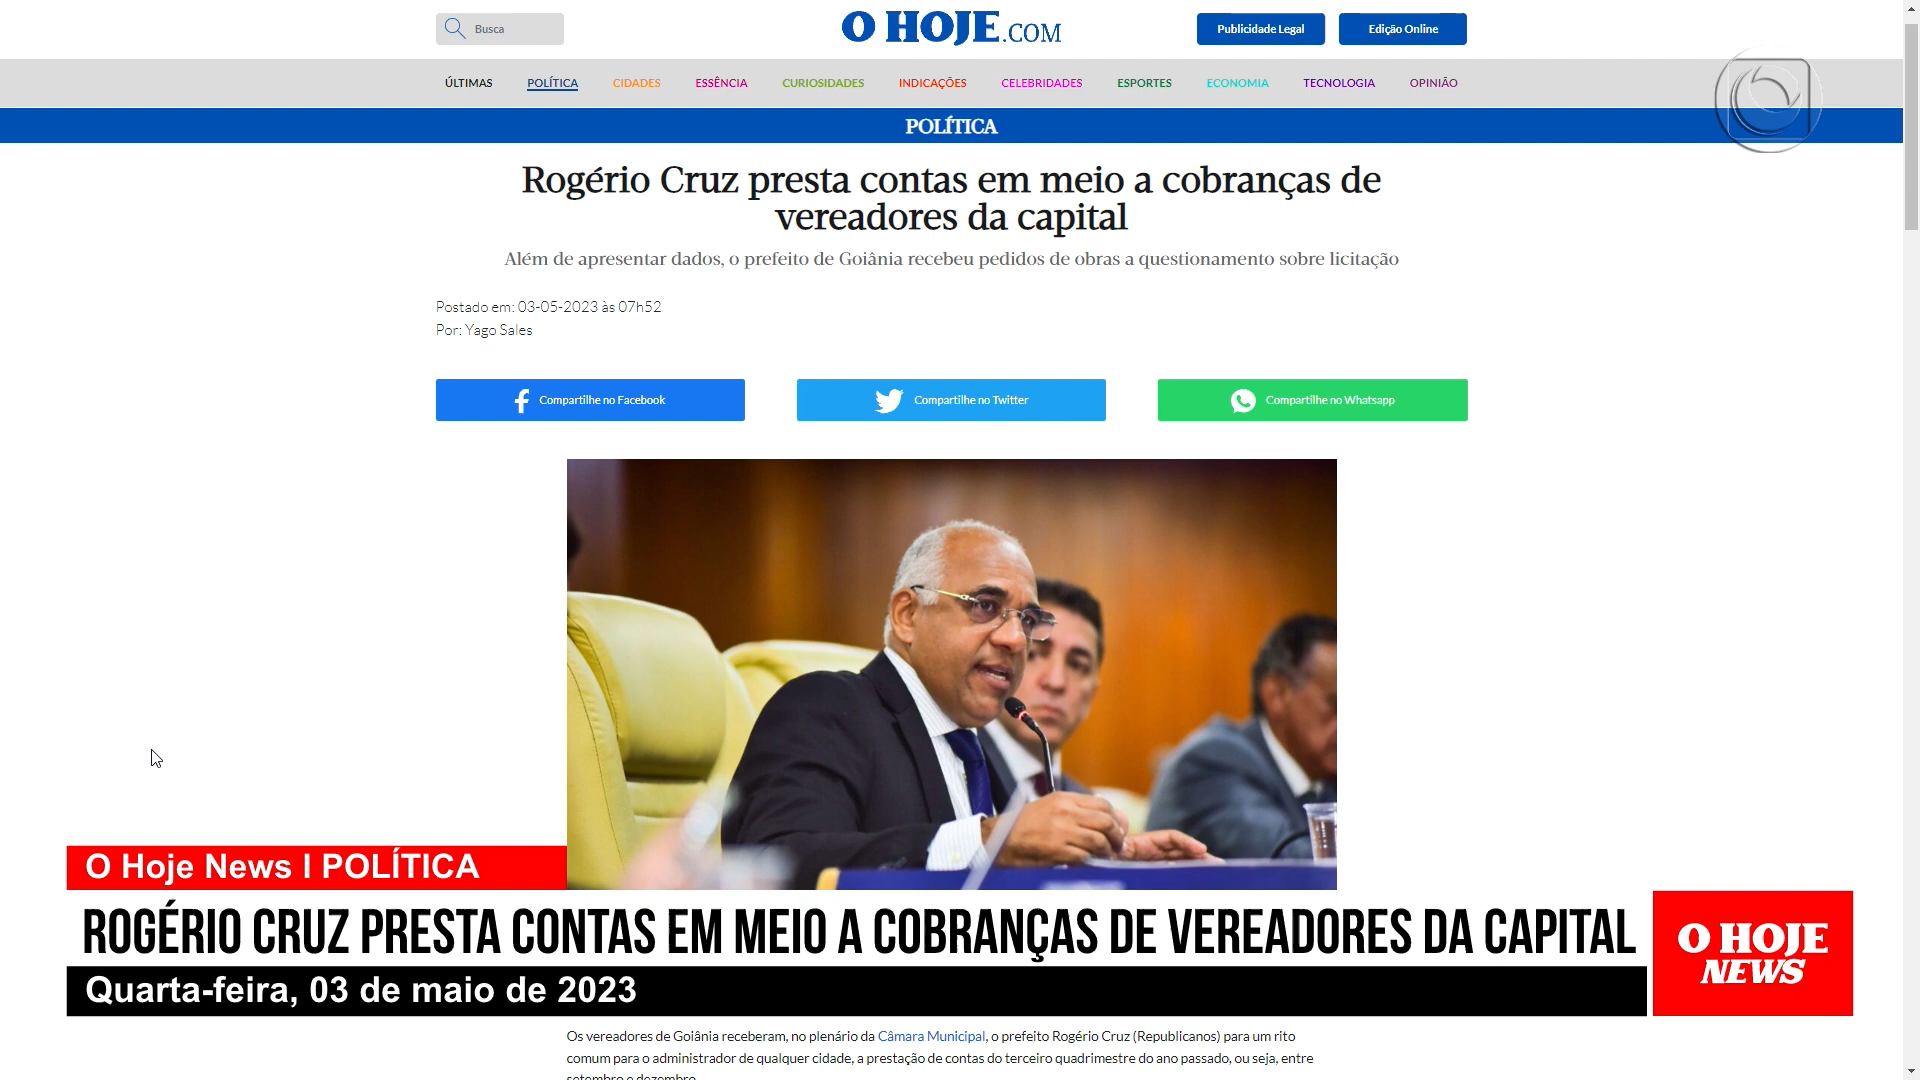 Busca
O HOJE.COM
Publicidade Legal
Edição Online
ÚLTIMAS POLÍTICA CIDADES ESSÊNCIA CURIOSIDADES INDICAÇÕES CELEBRIDADES ESPORTES ECONOMIA TECNOLOGIA OPINIÃO
POLÍTICA
Rogério Cruz presta contas em meio a cobranças de
vereadores da capital
Além de apresentar dados, o prefeito de Goiânia recebeu pedidos de obras a questionamento sobre licitação
Postado em: 03-05-2023 às 07h52
Por: Yago Sales
Compartilhe no Facebook
Compartilhe no Twitter
Compartilhe no Whatsapp
O Hoje News I POLÍTICA
ROGÉRIO CRUZ PRESTA CONTAS EM MEIO A COBRANÇAS DE VEREADORES DA CAPITAL
O HOJE
NEWS
Quarta-feira, 03 de maio de 2023
Os vereadores de Goiânia receberam, no plenário da Câmara Municipal, o prefeito Rogério Cruz (Republicanos) para um rito
comum para o administrador de qualquer cidade, a prestação de contas do terceiro quadrimestre do ano passado, ou seja, entre
setembro e dezembro.